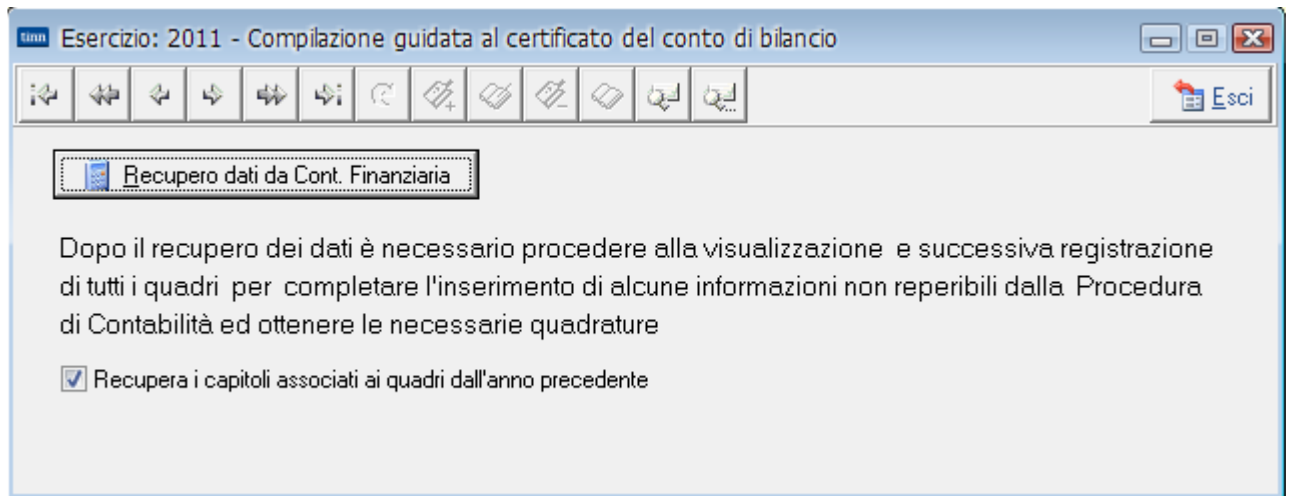 tinn Esercizio: 2011 - Compilazione guidata al certificato del conto di bilancio
Esci
Recupero dati da Cont. Finanziaria
Dopo il recupero dei dati è necessario procedere alla visualizzazione e successiva registrazione
di tutti i quadri per completare l'inserimento di alcune informazioni non reperibili dalla Procedura
di Contabilità ed ottenere le necessarie quadrature
Recupera i capitoli associati ai quadri dall'anno precedente